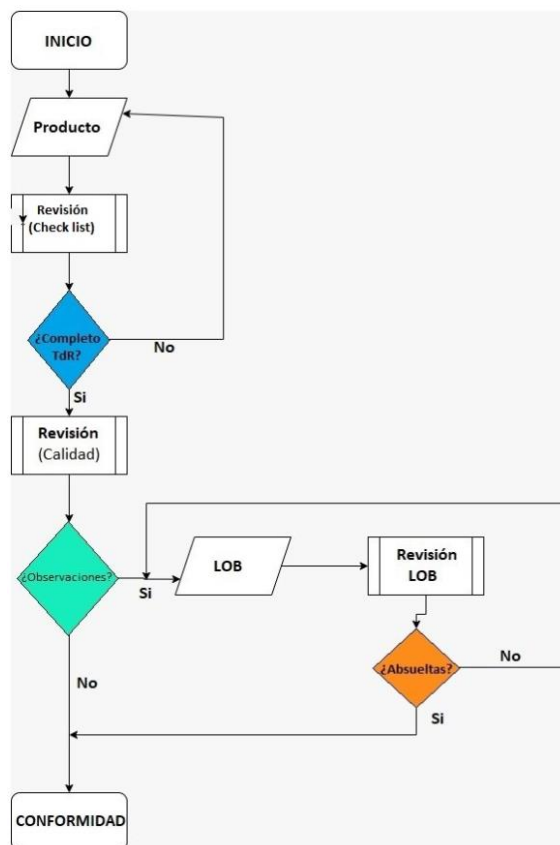 INICIO
Producto
Revisión
(Check list)
¿Completo
TdR?
No
Si
Revisión
(Calidad)
¿Observaciones?
Si
LOB
Revisión
LOB
¿Absueltas?
No
Si
No
CONFORMIDAD